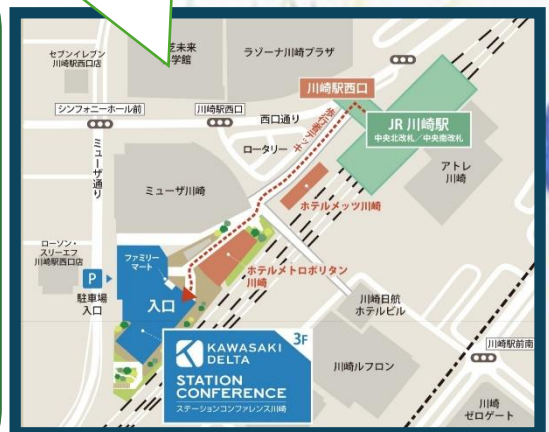 セブンイレブン
川崎駅西口店
芝未来
学館
ラゾーナ川崎プラザ
川崎駅西口
シンフォニーホール前
川崎駅西口
西口通り
歩行者デッキ
JR 川崎駅
中央北改札／中央南改札
ロータリー
ミューザ通り
ミューザ川崎
アトレ
川崎
ホテルメッツ川崎
ローソン・
スリーエフ
川崎駅西口店
ファミリー
マート
ホテルメトロポリタン
川崎
P
駐車場
入口
入口
川崎日航
ホテルビル
KAWASAKI
DELTA
3F
STATION
CONFERENCE
ステーションコンファレンス川崎
川崎駅前南
川崎ルフロン
川崎
ゼロゲート